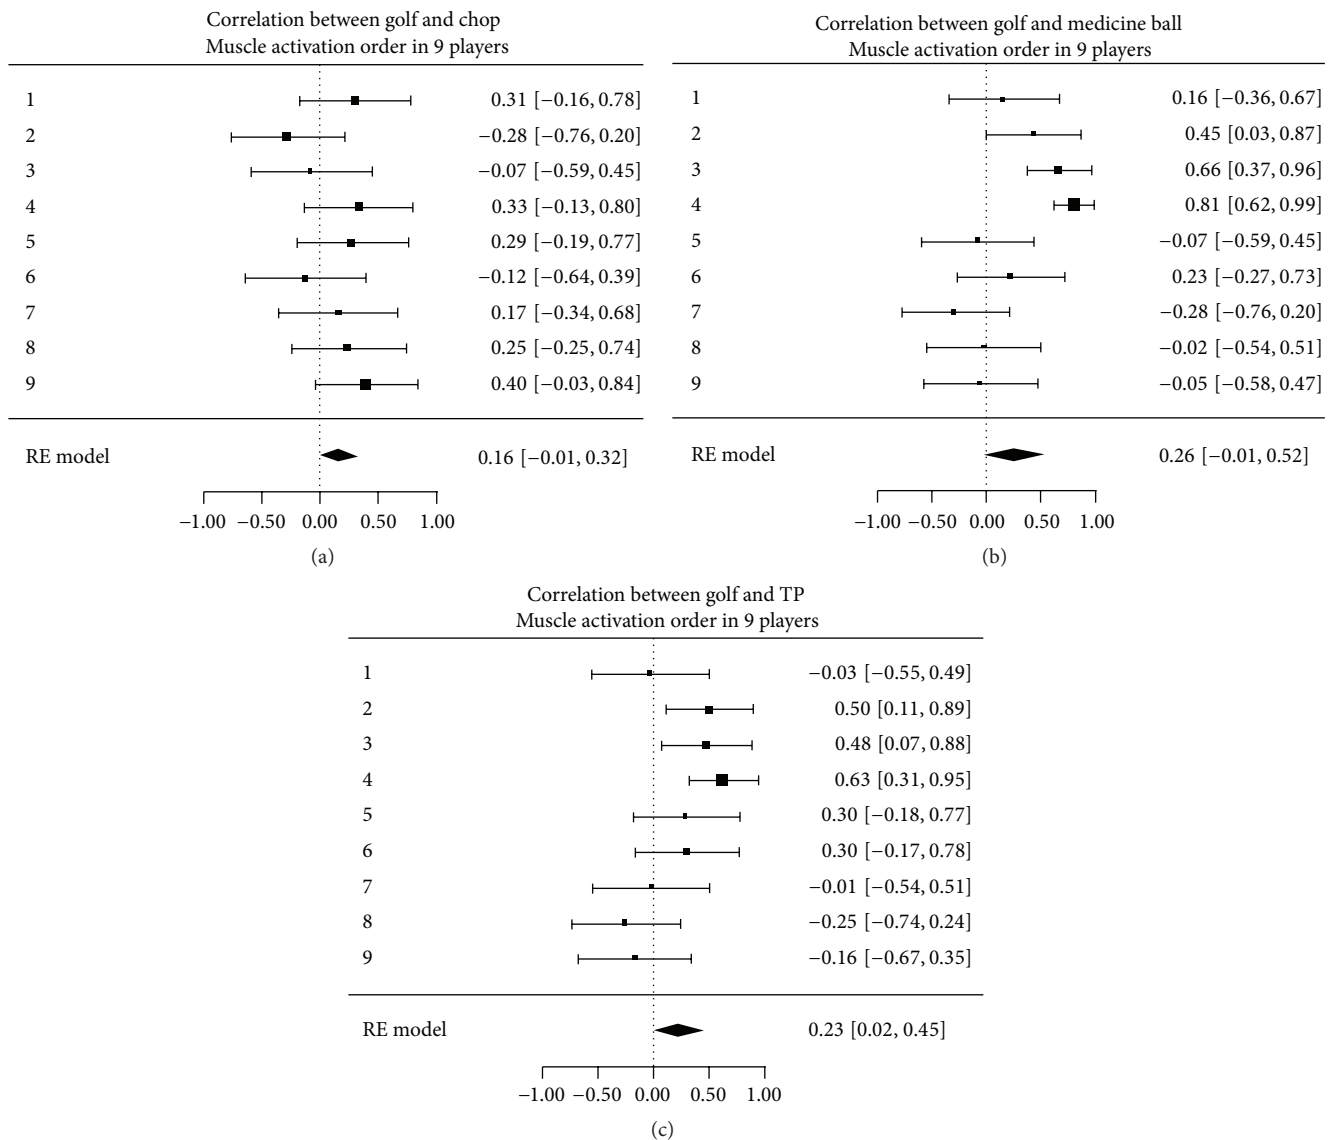 Correlation between golf and chop
Muscle activation order in 9 players
1 0.31 [−0.16, 0.78]
2 −0.28 [−0.76, 0.20]
3 −0.07 [−0.59, 0.45]
4 0.33 [−0.13, 0.80]
5 0.29 [−0.19, 0.77]
6 −0.12 [−0.64, 0.39]
7 0.17 [−0.34, 0.68]
8 0.25 [−0.25, 0.74]
9 0.40 [−0.03, 0.84]
RE model 0.16 [−0.01, 0.32]
−1.00 −0.50 0.00 0.50 1.00
(a)
Correlation between golf and medicine ball
Muscle activation order in 9 players
1 0.16 [−0.36, 0.67]
2 0.45 [0.03, 0.87]
3 0.66 [0.37, 0.96]
4 0.81 [0.62, 0.99]
5 −0.07 [−0.59, 0.45]
6 0.23 [−0.27, 0.73]
7 −0.28 [−0.76, 0.20]
8 −0.02 [−0.54, 0.51]
9 −0.05 [−0.58, 0.47]
RE model 0.26 [−0.01, 0.52]
−1.00 −0.50 0.00 0.50 1.00
(b)
Correlation between golf and TP
Muscle activation order in 9 players
1 −0.03 [−0.55, 0.49]
2 0.50 [0.11, 0.89]
3 0.48 [0.07, 0.88]
4 0.63 [0.31, 0.95]
5 0.30 [−0.18, 0.77]
6 0.30 [−0.17, 0.78]
7 −0.01 [−0.54, 0.51]
8 −0.25 [−0.74, 0.24]
9 −0.16 [−0.67, 0.35]
RE model 0.23 [0.02, 0.45]
−1.00 −0.50 0.00 0.50 1.00
(c)